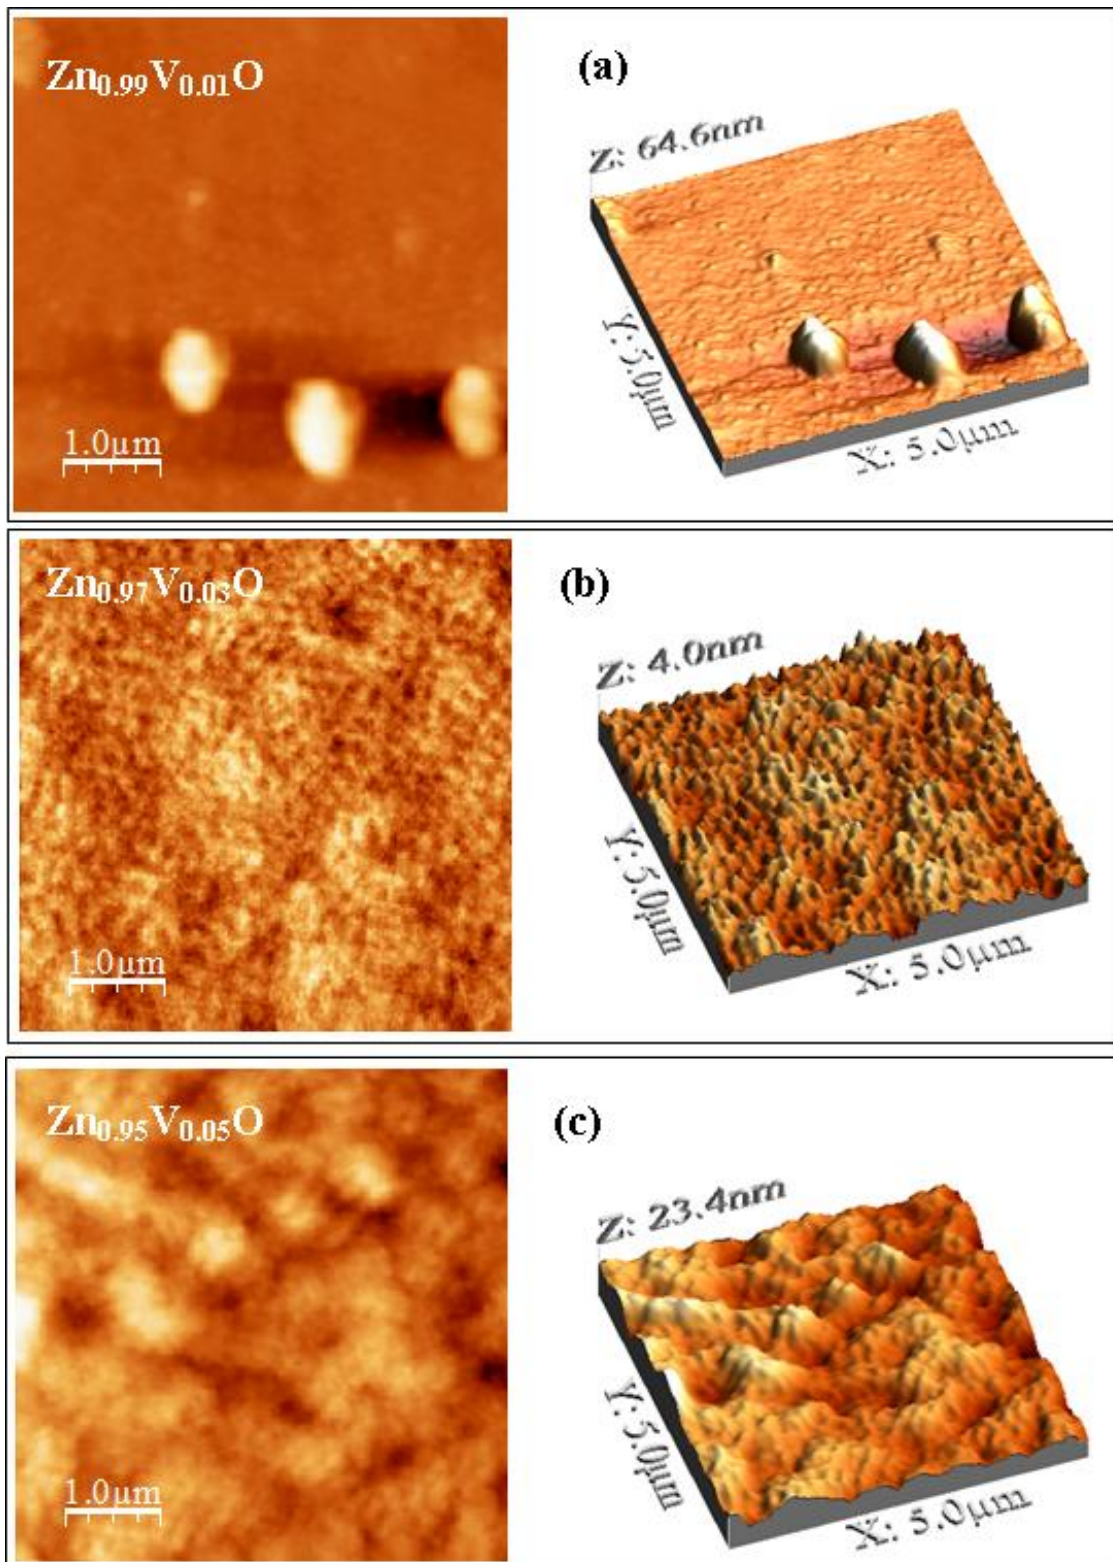 Zn0.99V0.01O
(a)
Z: 64.6nm
Y: 5.0μm
X: 5.0μm
1.0μm
Zn0.97V0.03O
(b)
Z: 4.0nm
Y: 5.0μm
X: 5.0μm
1.0μm
Zn0.95V0.05O
(c)
Z: 23.4nm
Y: 5.0μm
X: 5.0μm
1.0μm